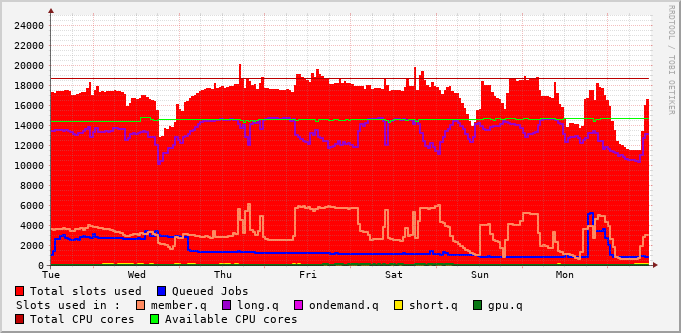 24000
22000
20000
18000
16000
14000
12000
10000
8000
6000
4000
2000
0
Tue Wed Thu Fri Sat Sun Mon
Total slots used Queued Jobs
Slots used in : member.q long.q ondemand.q short.q gpu.q
Total CPU cores Available CPU cores
RRDTOOL / TOBI OETIKER